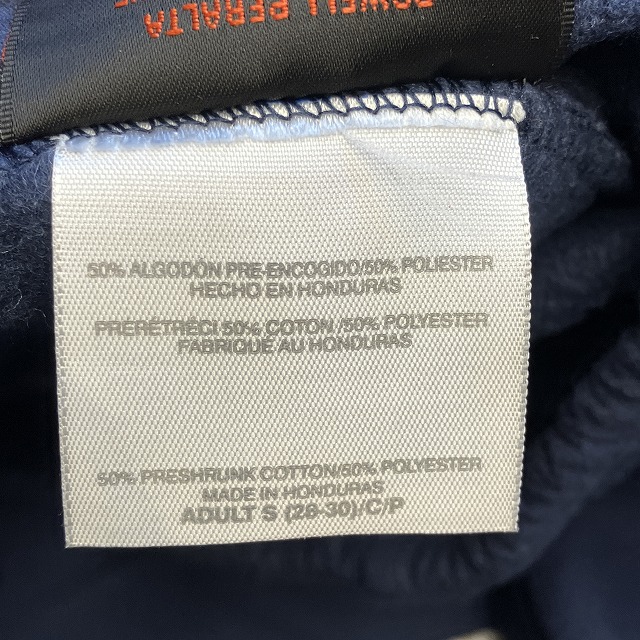 POWELL PERALTA
50% ALGODÓN PRE-ENCOGIDO/50% POLIESTER
HECHO EN HONDURAS
PRERÉTRÉCI 50% COTON /50% POLYESTER
FABRIQUÉ AU HONDURAS
50% PRESHRUNK COTTON/50% POLYESTER
MADE IN HONDURAS
ADULT S (28-30)/C/P